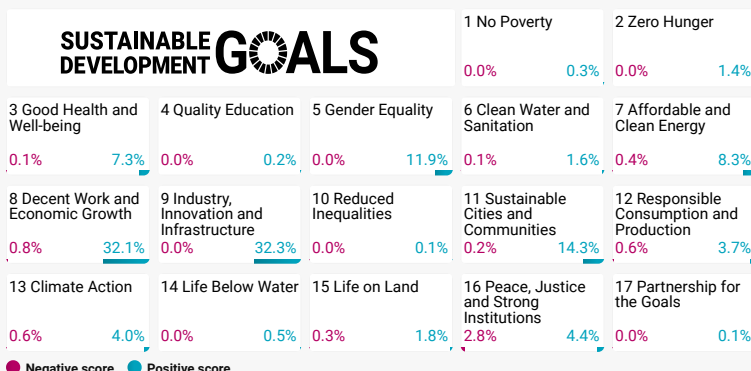 SUSTAINABLE
DEVELOPMENT
GOALS
1 No Poverty
0.0% 0.3%
2 Zero Hunger
0.0% 1.4%
3 Good Health and
Well-being
0.1% 7.3%
4 Quality Education
0.0% 0.2%
5 Gender Equality
0.0% 11.9%
6 Clean Water and
Sanitation
0.1% 1.6%
7 Affordable and
Clean Energy
0.4% 8.3%
8 Decent Work and
Economic Growth
0.8% 32.1%
9 Industry,
Innovation and
Infrastructure
0.0% 32.3%
10 Reduced
Inequalities
0.0% 0.1%
11 Sustainable
Cities and
Communities
0.2% 14.3%
12 Responsible
Consumption and
Production
0.6% 3.7%
13 Climate Action
0.6% 4.0%
14 Life Below Water
0.0% 0.5%
15 Life on Land
0.3% 1.8%
16 Peace, Justice
and Strong
Institutions
2.8% 4.4%
17 Partnership for
the Goals
0.0% 0.1%
Negative score Positive score